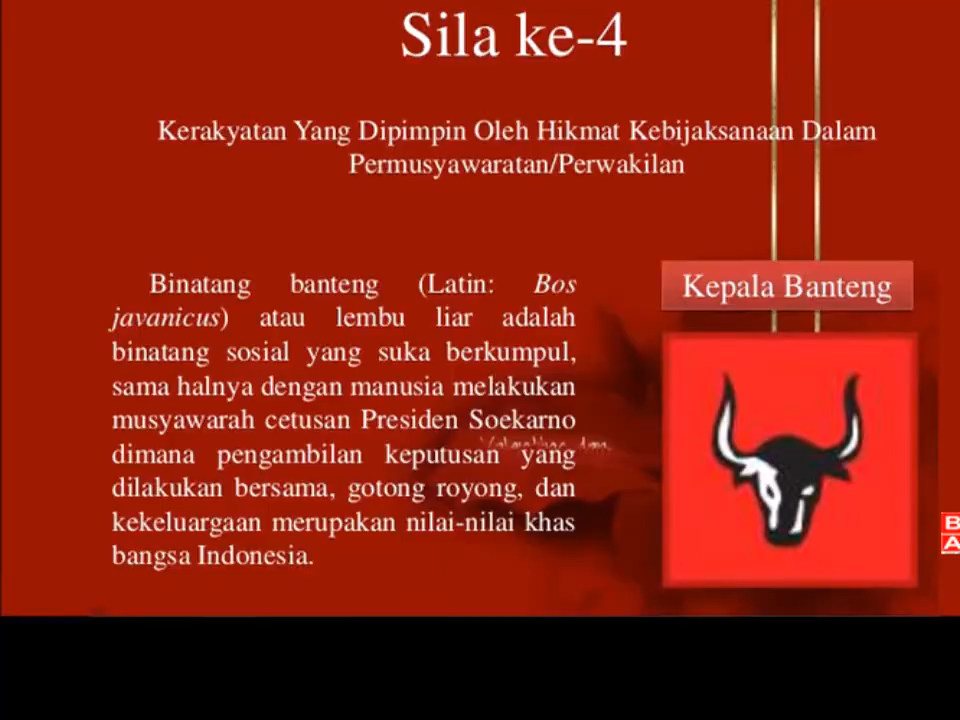 Sila ke-4
Kerakyatan Yang Dipimpin Oleh Hikmat Kebijaksanaan Dalam
Permusyawaratan/Perwakilan
Kepala Banteng
Binatang banteng (Latin: Bos
javanicus) atau lembu liar adalah
binatang sosial yang suka berkumpul,
sama halnya dengan manusia melakukan
musyawarah cetusan Presiden Soekarno
dimana pengambilan keputusan yang
dilakukan bersama, gotong royong, dan
kekeluargaan merupakan nilai-nilai khas
bangsa Indonesia.
B
A